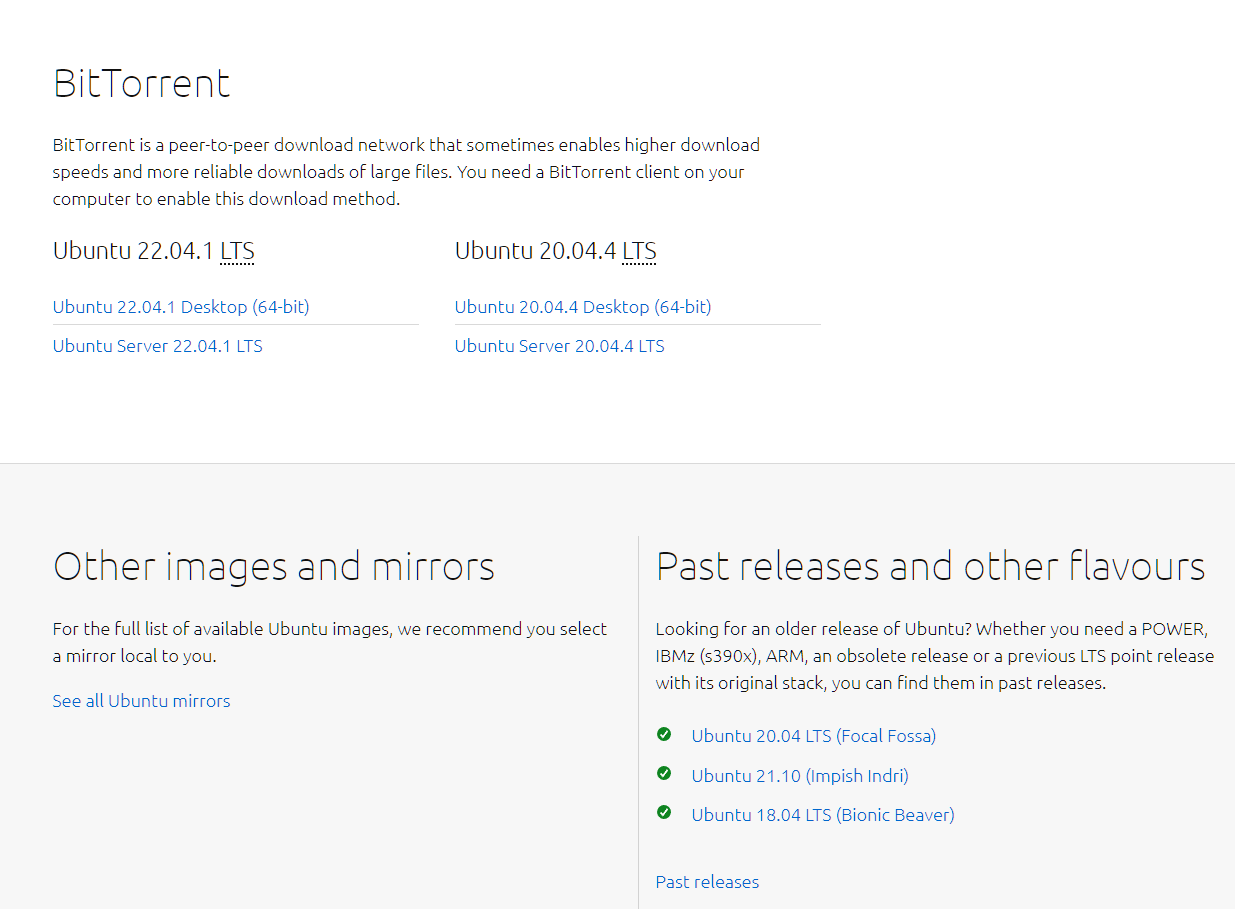 BitTorrent
BitTorrent is a peer-to-peer download network that sometimes enables higher download
speeds and more reliable downloads of large files. You need a BitTorrent client on your
computer to enable this download method.
Ubuntu 22.04.1 LTS
Ubuntu 22.04.1 Desktop (64-bit)
Ubuntu Server 22.04.1 LTS
Ubuntu 20.04.4 LTS
Ubuntu 20.04.4 Desktop (64-bit)
Ubuntu Server 20.04.4 LTS
Other images and mirrors
For the full list of available Ubuntu images, we recommend you select
a mirror local to you.
See all Ubuntu mirrors
Past releases and other flavours
Looking for an older release of Ubuntu? Whether you need a POWER,
IBMz (s390x), ARM, an obsolete release or a previous LTS point release
with its original stack, you can find them in past releases.
Ubuntu 20.04 LTS (Focal Fossa)
Ubuntu 21.10 (Impish Indri)
Ubuntu 18.04 LTS (Bionic Beaver)
Past releases